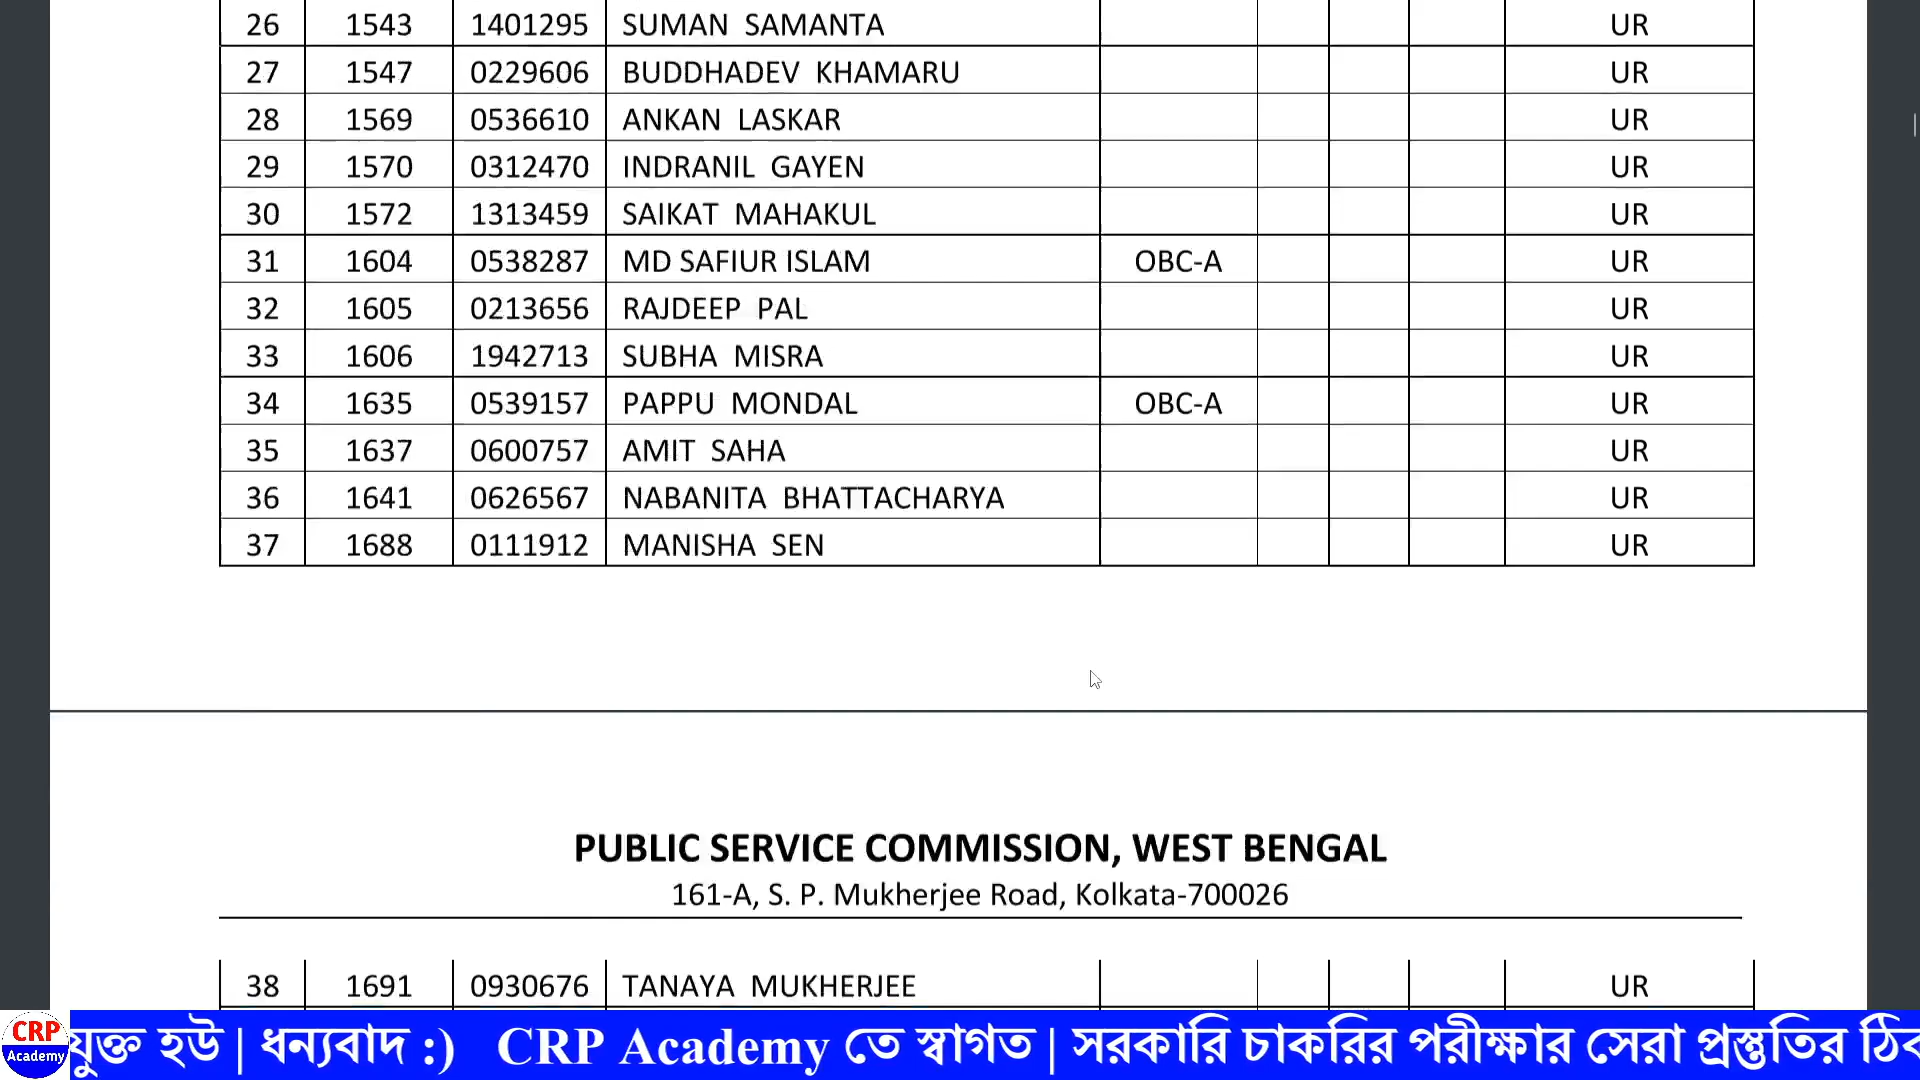 26 1543 1401295 SUMAN SAMANTA UR
27 1547 0229606 BUDDHADEV KHAMARU UR
28 1569 0536610 ANKAN LASKAR UR
29 1570 0312470 INDRANIL GAYEN UR
30 1572 1313459 SAIKAT MAHAKUL UR
31 1604 0538287 MD SAFIUR ISLAM OBC-A UR
32 1605 0213656 RAJDEEP PAL UR
33 1606 1942713 SUBHA MISRA UR
34 1635 0539157 PAPPU MONDAL OBC-A UR
35 1637 0600757 AMIT SAHA UR
36 1641 0626567 NABANITA BHATTACHARYA UR
37 1688 0111912 MANISHA SEN UR
PUBLIC SERVICE COMMISSION, WEST BENGAL
161-A, S. P. Mukherjee Road, Kolkata-700026
38 1691 0930676 TANAYA MUKHERJEE UR
CRP
Academy
যুক্ত হউ | ধন্যবাদ :) CRP Academy তে স্বাগত | সরকারি চাকরির পরীক্ষার সেরা প্রস্তুতির